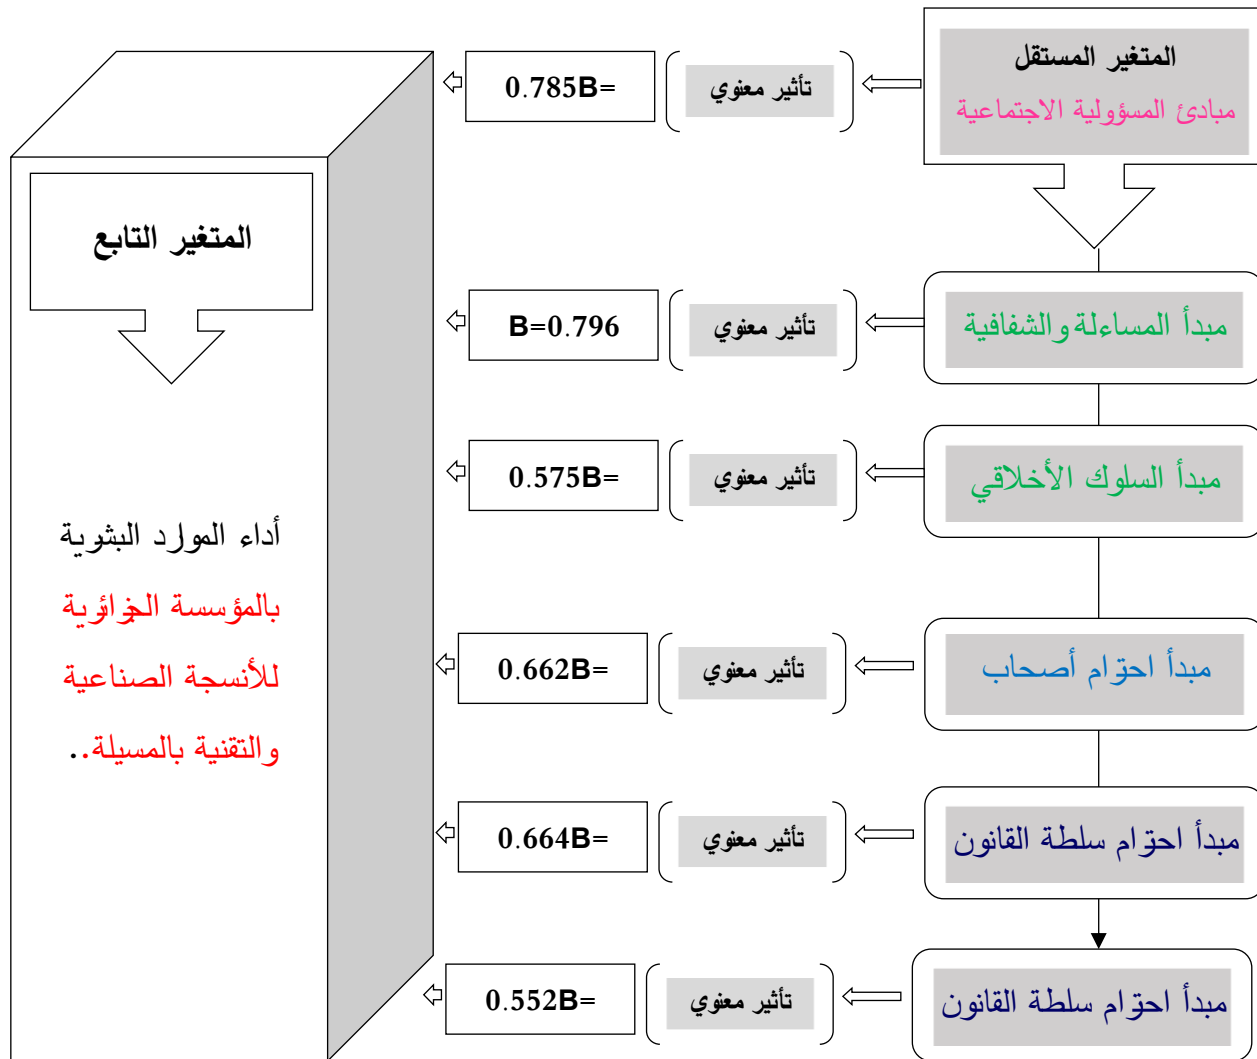 المتغير المستقل
مبادئ المسؤولية الاجتماعية
تأثير معنوي
0.785B=
المتغير التابع
مبدأ المساءلة والشفافية
تأثير معنوي
B=0.796
مبدأ السلوك الأخلاقي
تأثير معنوي
0.575B=
أداء الموارد البشرية
بالمؤسسة الجزائرية
للأنسجة الصناعية
والتقنية بالمسيلة..
مبدأ احترام أصحاب
تأثير معنوي
0.662B=
مبدأ احترام سلطة القانون
تأثير معنوي
0.664B=
مبدأ احترام سلطة القانون
تأثير معنوي
0.552B=